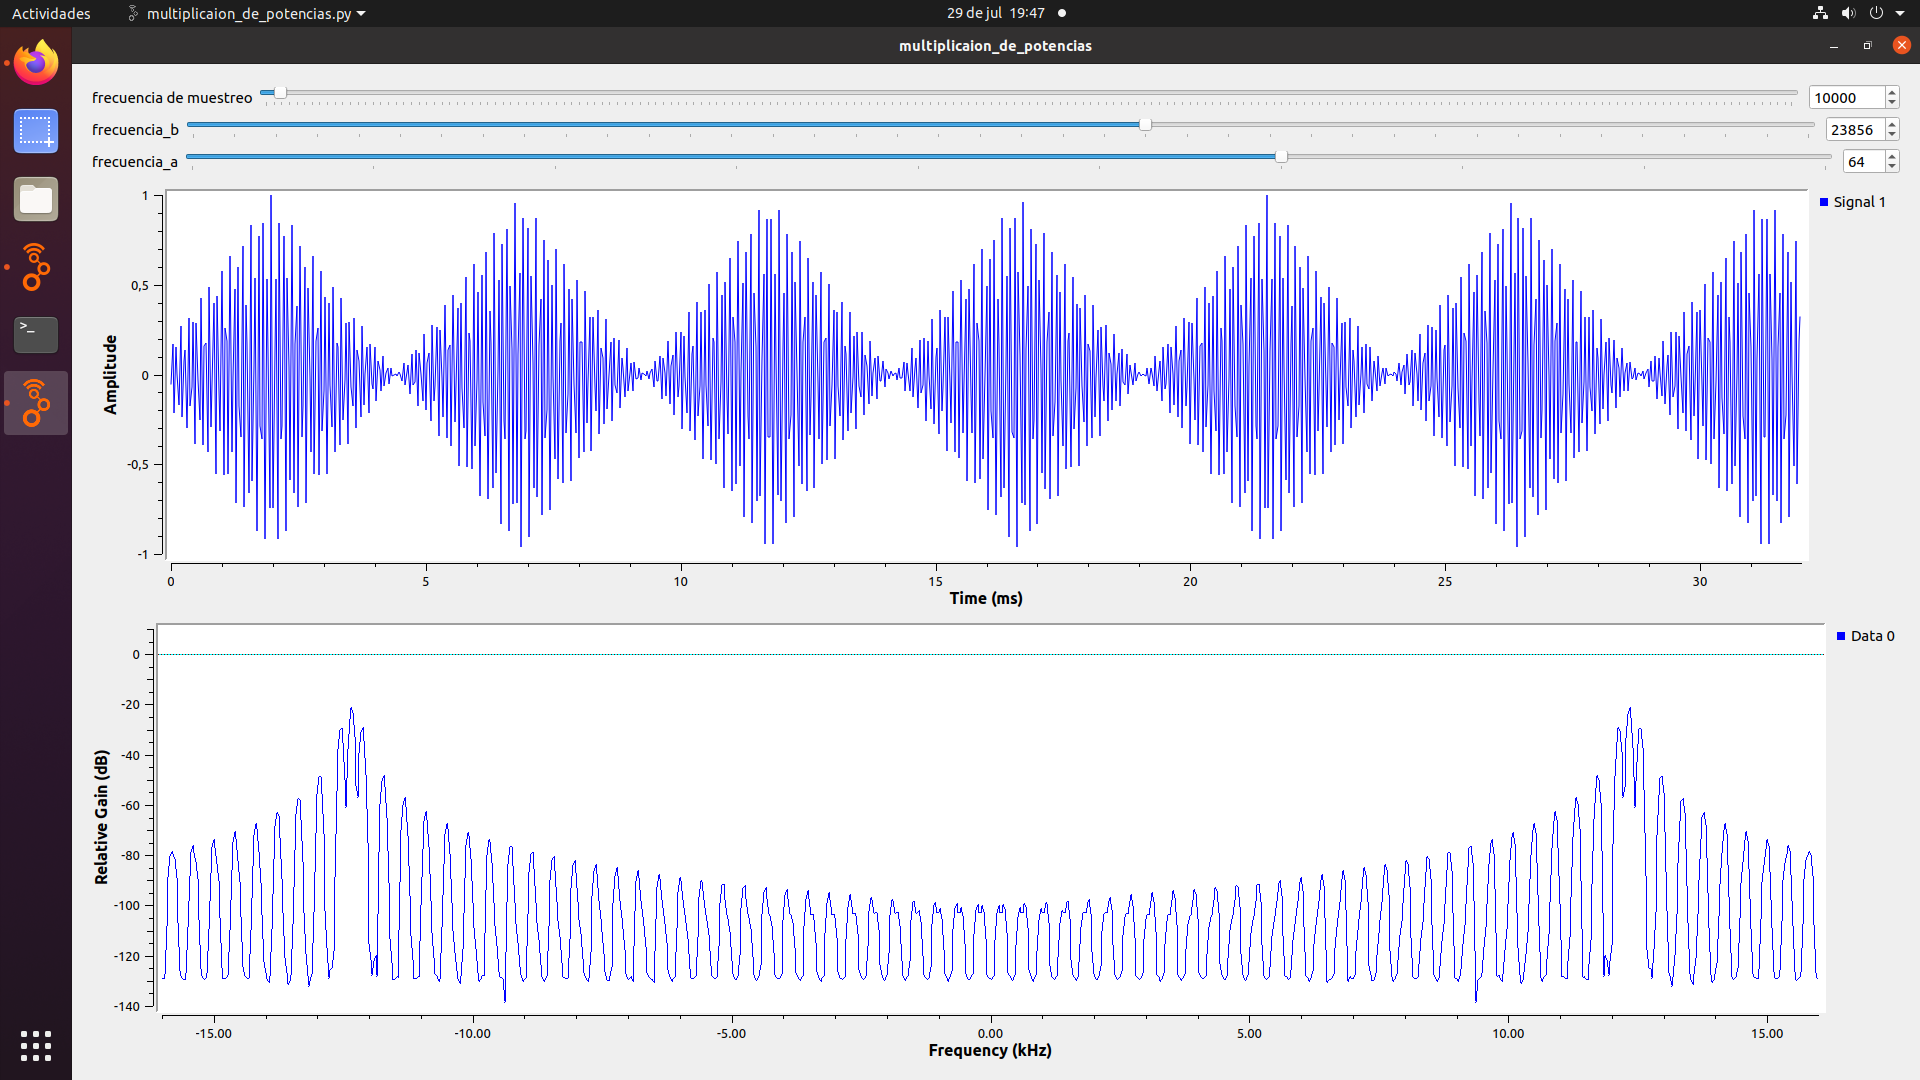 Actividades
multiplicaion_de_potencias.py
29 de jul 19:47
multiplicaion_de_potencias
frecuencia de muestreo
10000
frecuencia_b
23856
frecuencia_a
64
1
0,5
0
-0,5
-1
Amplitude
Signal 1
0 5 10 15 20 25 30
Time (ms)
0
-20
-40
-60
-80
-100
-120
-140
Relative Gain (dB)
Data 0
-15.00 -10.00 -5.00 0.00 5.00 10.00 15.00
Frequency (kHz)
>_